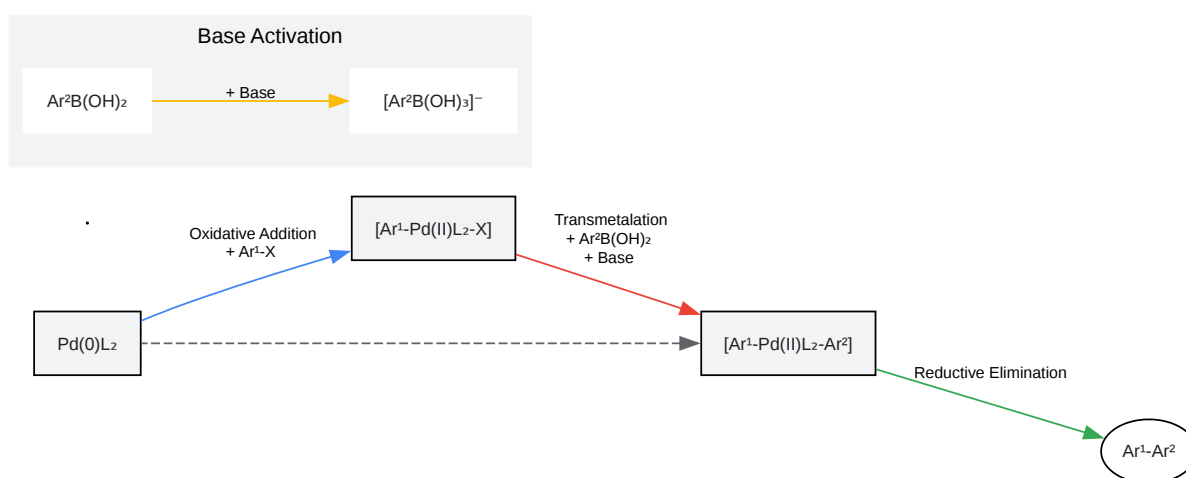 Base Activation
Ar²B(OH)₂
+ Base
[Ar²B(OH)₃]⁻
Oxidative Addition
+ Ar¹-X
[Ar¹-Pd(II)L₂-X]
Transmetalation
+ Ar²B(OH)₂
+ Base
Pd(0)L₂
[Ar¹-Pd(II)L₂-Ar²]
Reductive Elimination
Ar¹-Ar²